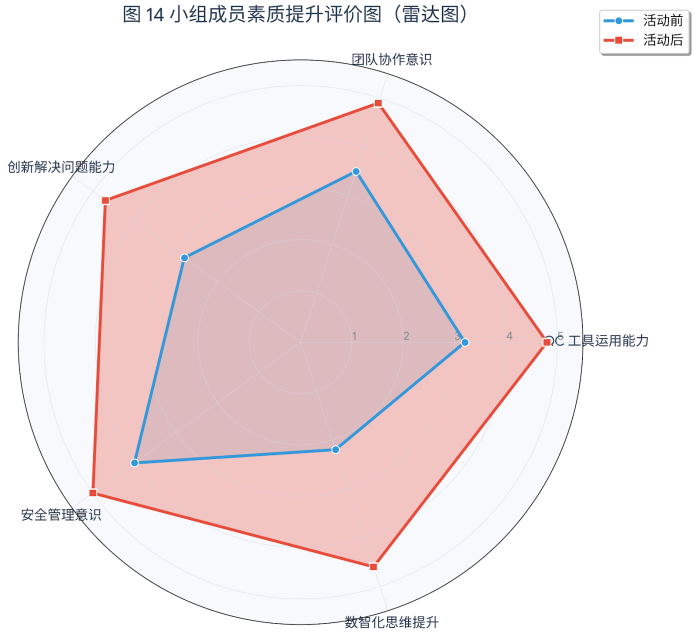 图 14 小组成员素质提升评价图（雷达图）
活动前
活动后
团队协作意识
创新解决问题能力
1
2
3
4
5
QC 工具运用能力
安全管理意识
数智化思维提升